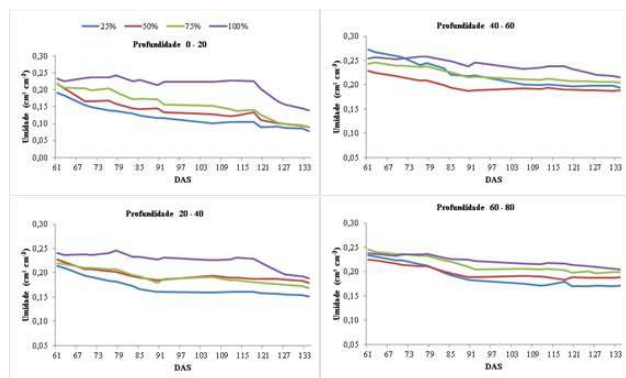 25% 50% 75% 100%
Profundidade 0 - 20
Umidade (cm³ cm⁻³)
0,30
0,25
0,20
0,15
0,10
0,05
0,00
61 67 73 79 85 91 97 103 109 115 121 127 133
DAS
Profundidade 40 - 60
Umidade (cm³ cm⁻³)
0,30
0,25
0,20
0,15
0,10
0,05
61 67 73 79 85 91 97 103 109 115 121 127 133
DAS
Profundidade 20 - 40
Umidade (cm³ cm⁻³)
0,30
0,25
0,20
0,15
0,10
0,05
61 67 73 79 85 91 97 103 109 115 121 127 133
DAS
Profundidade 60 - 80
Umidade (cm³ cm⁻³)
0,30
0,25
0,20
0,15
0,10
0,05
61 67 73 79 85 91 97 103 109 115 121 127 133
DAS